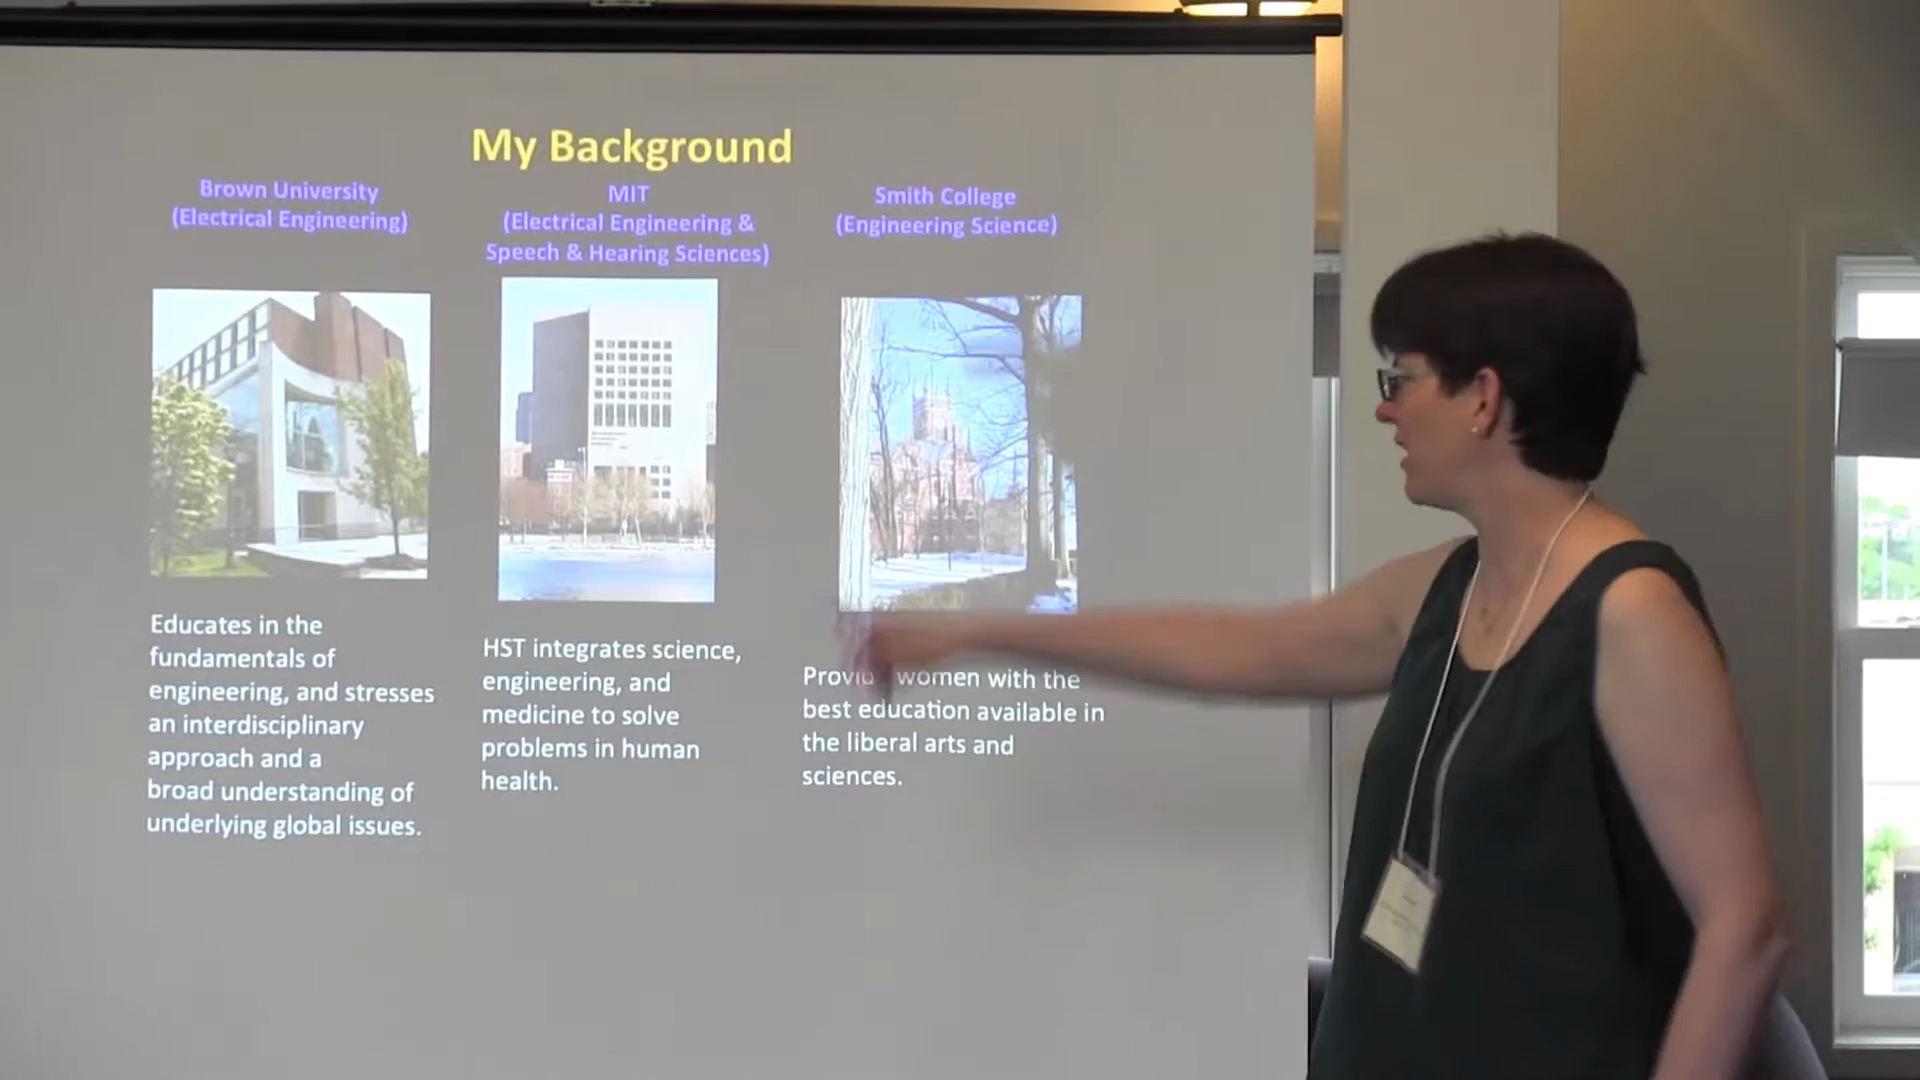 My Background
Brown University
(Electrical Engineering)
MIT
(Electrical Engineering &
Speech & Hearing Sciences)
Smith College
(Engineering Science)
Educates in the
fundamentals of
engineering, and stresses
an interdisciplinary
approach and a
broad understanding of
underlying global issues.
HST integrates science,
engineering, and
medicine to solve
problems in human
health.
women with the
best education available in
the liberal arts and
sciences.